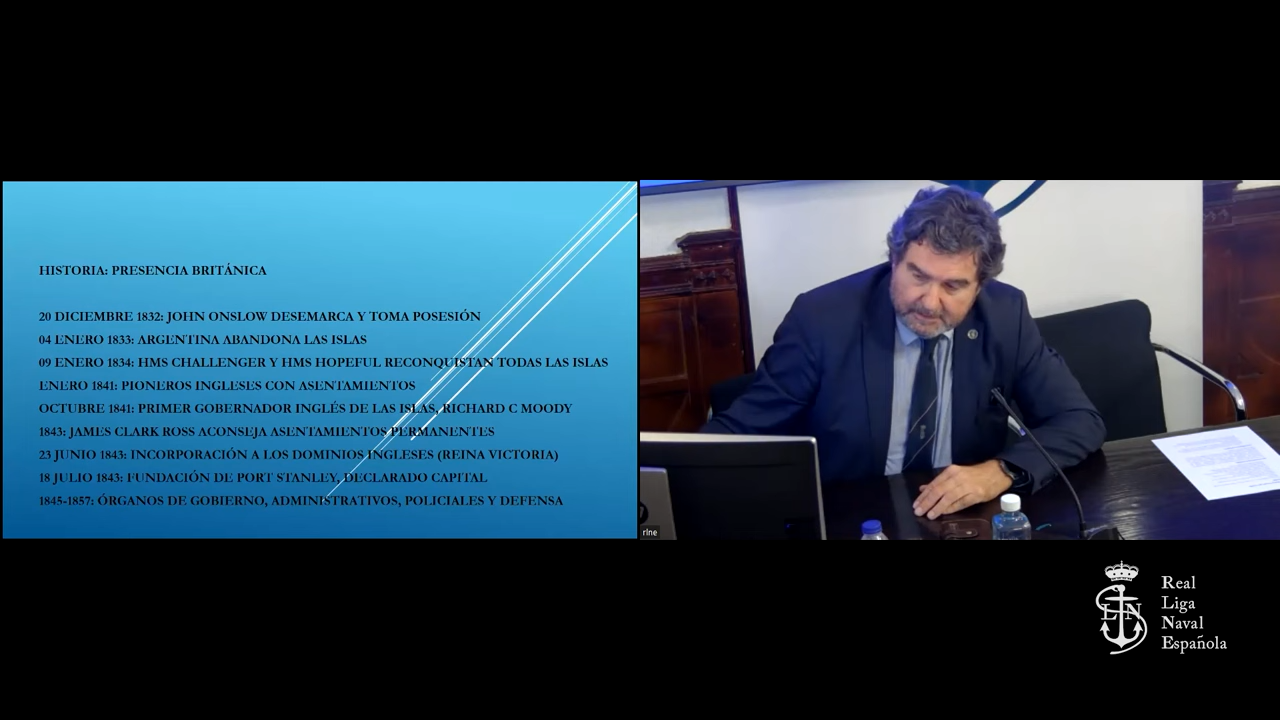 HISTORIA: PRESENCIA BRITÁNICA
20 DICIEMBRE 1832: JOHN ONSLOW DESEMARCA Y TOMA POSESIÓN
04 ENERO 1833: ARGENTINA ABANDONA LAS ISLAS
09 ENERO 1834: HMS CHALLENGER Y HMS HOPEFUL RECONQUISTAN TODAS LAS ISLAS
ENERO 1841: PIONEROS INGLESES CON ASENTAMIENTOS
OCTUBRE 1841: PRIMER GOBERNADOR INGLÉS DE LAS ISLAS, RICHARD C MOODY
1843: JAMES CLARK ROSS ACONSEJA ASENTAMIENTOS PERMANENTES
23 JUNIO 1843: INCORPORACIÓN A LOS DOMINIOS INGLESES (REINA VICTORIA)
18 JULIO 1843: FUNDACIÓN DE PORT STANLEY, DECLARADO CAPITAL
1845-1857: ÓRGANOS DE GOBIERNO, ADMINISTRATIVOS, POLICIALES Y DEFENSA
rlne
LN
Real
Liga
Naval
Española